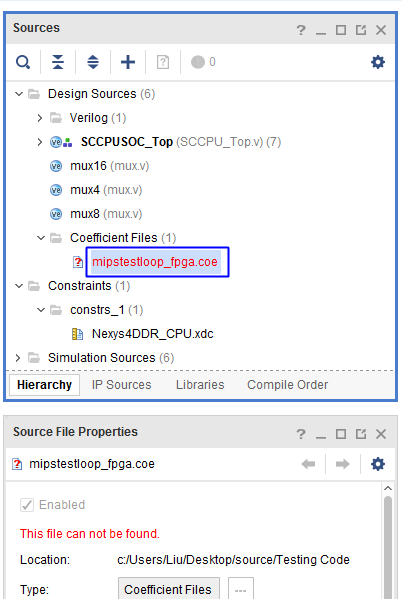 Sources
0
Design Sources (6)
Verilog (1)
SCCPUSOC_Top (SCCPU_Top.v) (7)
mux16 (mux.v)
mux4 (mux.v)
mux8 (mux.v)
Coefficient Files (1)
mipstestloop_fpga.coe
Constraints (1)
constrs_1 (1)
Nexys4DDR_CPU.xdc
Simulation Sources (6)
Hierarchy IP Sources Libraries Compile Order
Source File Properties
mipstestloop_fpga.coe
Enabled
This file can not be found.
Location: c:/Users/Liu/Desktop/source/Testing Code
Type: Coefficient Files ...